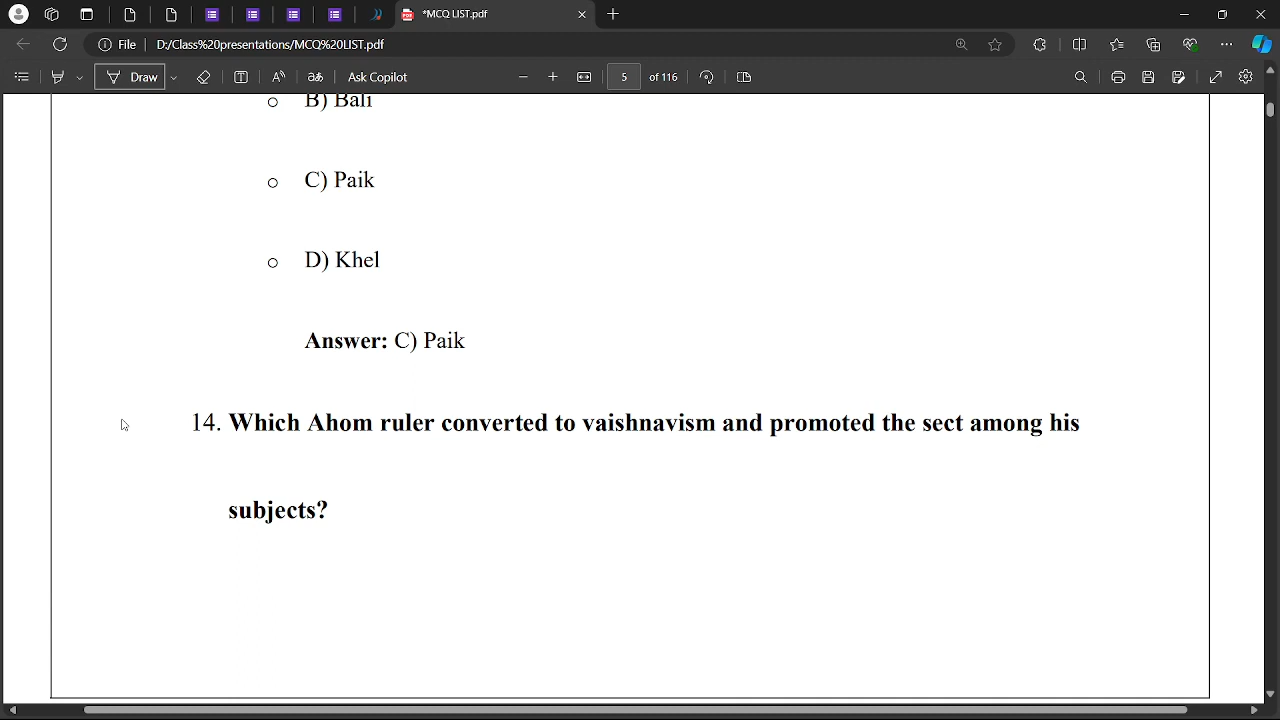 *MCQ LIST.pdf
File D:/Class%20presentations/MCQ%20LIST.pdf
Draw Ask Copilot 5 of 116
B) Bali
C) Paik
D) Khel
Answer: C) Paik
14. Which Ahom ruler converted to vaishnavism and promoted the sect among his
subjects?